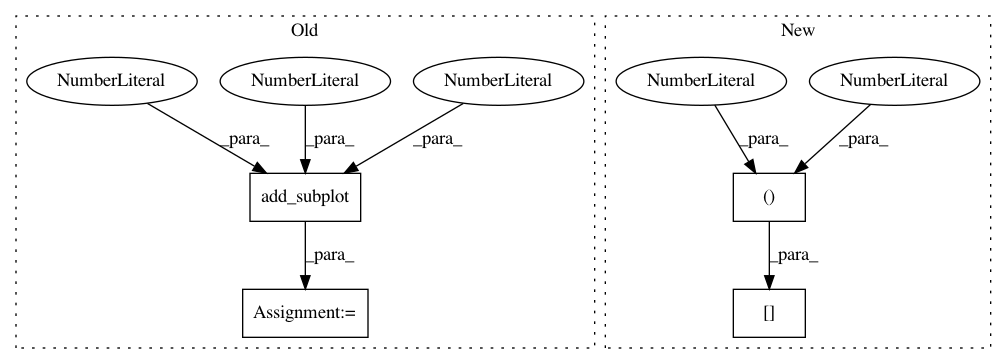 Old
New
NumberLiteral NumberLiteral NumberLiteral NumberLiteral NumberLiteral
_para_ _para_ _para_ _para_ _para_
add_subplot ()
_para_ _para_
Assignment:= []